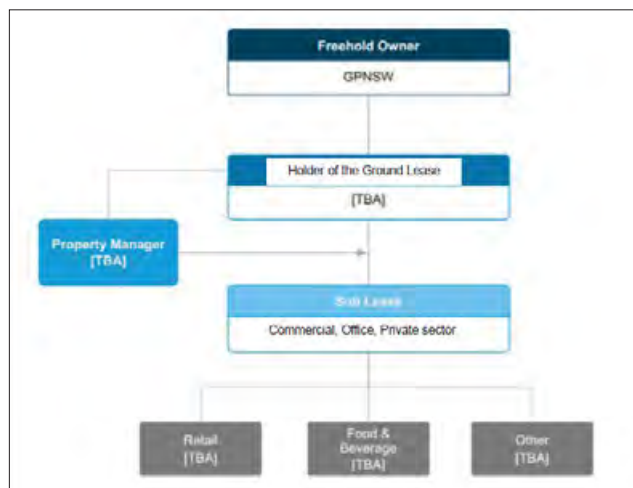 Freehold Owner
GPNSW
Holder of the Ground Lease
[TBA]
Property Manager
[TBA]
Sub Lease
Commercial, Office, Private sector
Retail
[TBA]
Food &
Beverage
[TBA]
Other
[TBA]